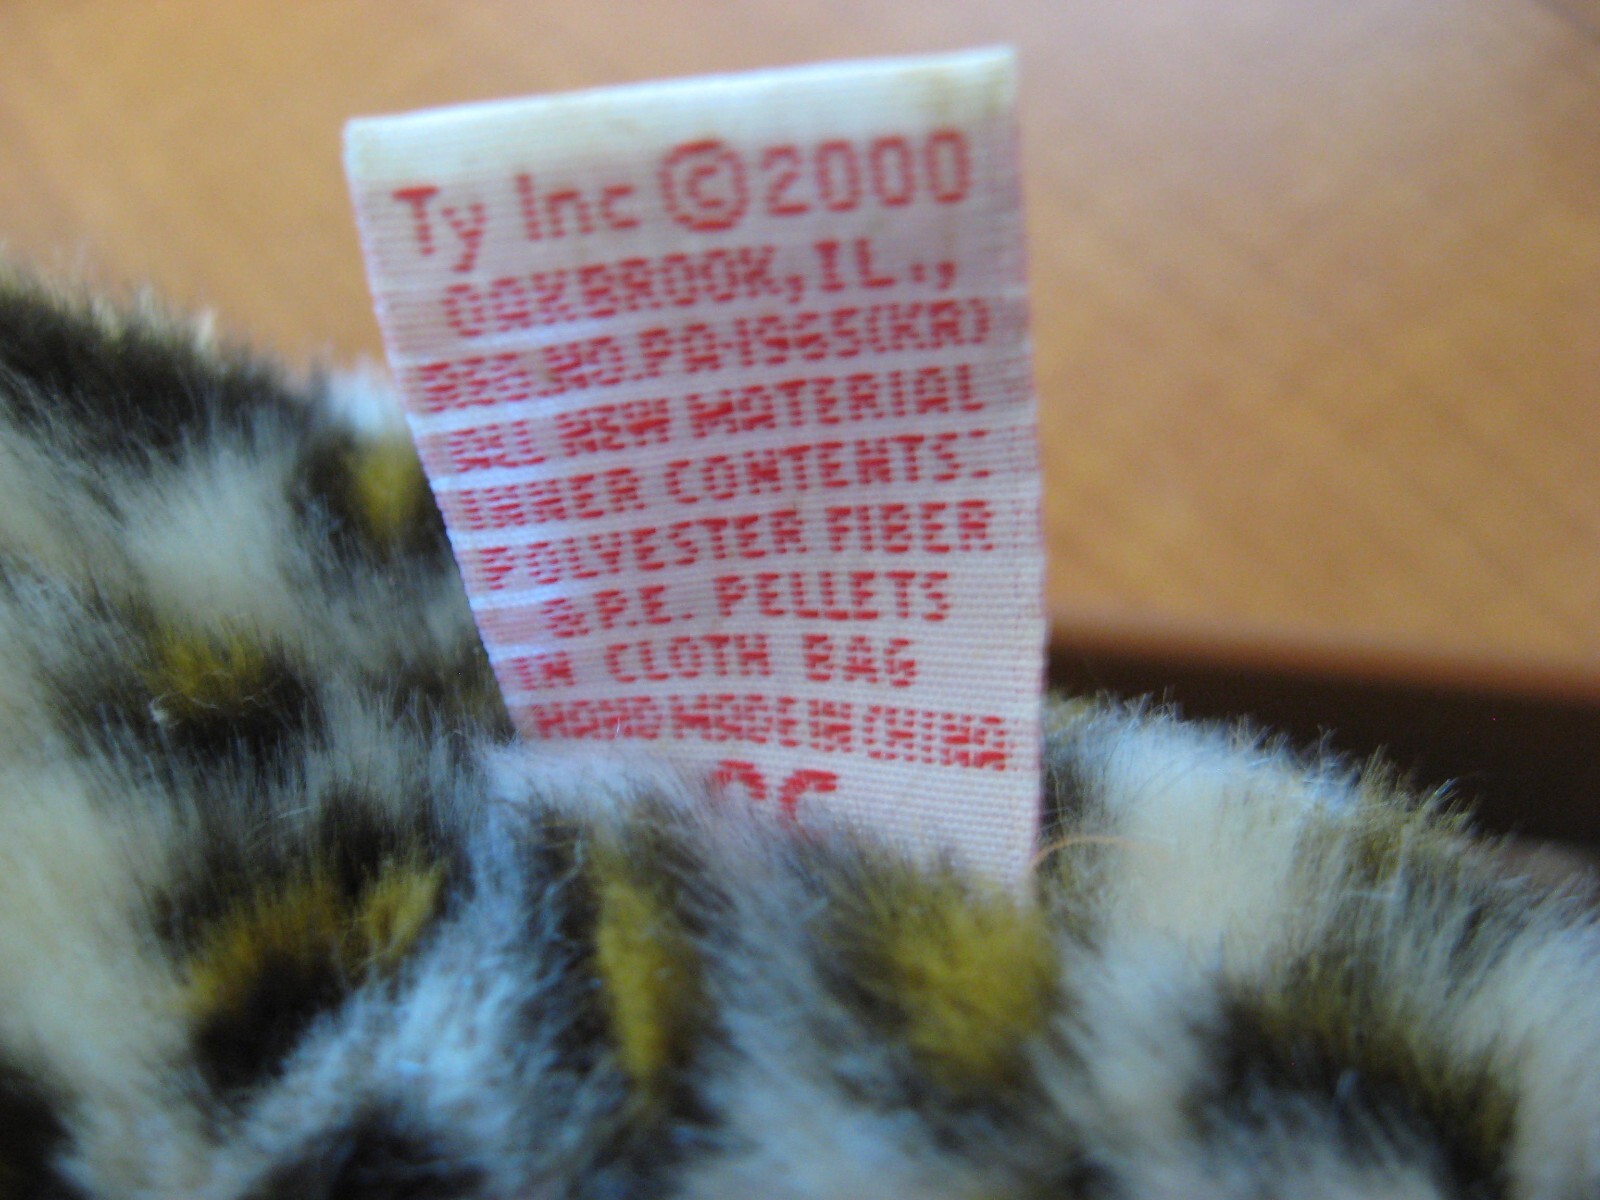 Ty Inc ©2000
OAKBROOK, IL.,
REG.NO.PA-1965(KR)
ALL NEW MATERIAL
INNER CONTENTS:
POLYESTER FIBER
&P.E. PELLETS
IN CLOTH BAG
HAND MADE IN CHINA